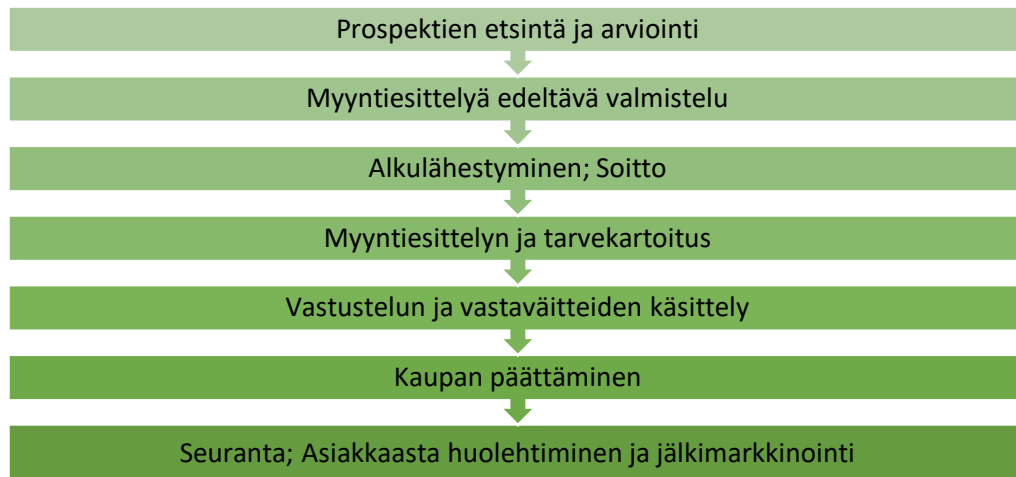 Prospektien etsintä ja arviointi
Myyntiesittelyä edeltävä valmistelu
Alkulähestyminen; Soitto
Myyntiesittelyn ja tarvekartoitus
Vastustelun ja vastaväitteiden käsittely
Kaupan päättäminen
Seuranta; Asiakkaasta huolehtiminen ja jälkimarkkinointi